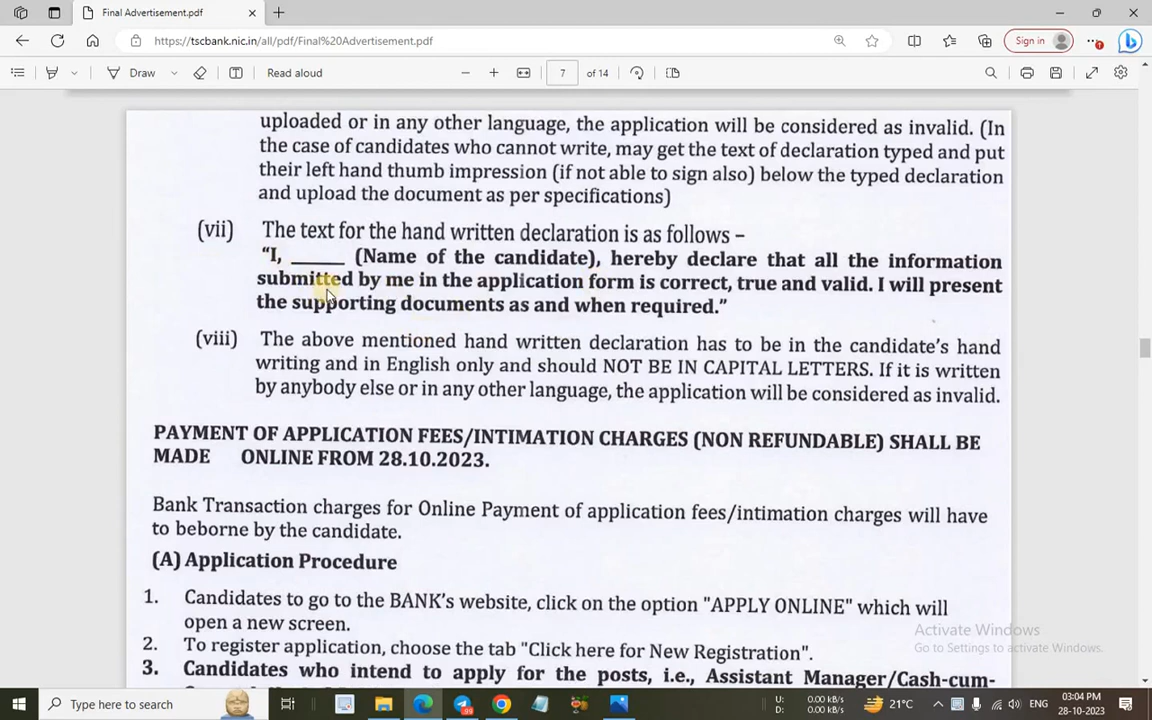 Final Advertisement.pdf
https://tscbank.nic.in/all/pdf/Final%20Advertisement.pdf
Sign in
Draw
Read aloud
7
of 14
uploaded or in any other language, the application will be considered as invalid. (In
the case of candidates who cannot write, may get the text of declaration typed and put
their left hand thumb impression (if not able to sign also) below the typed declaration
and upload the document as per specifications)
(vii) The text for the hand written declaration is as follows –
“I, _____ (Name of the candidate), hereby declare that all the information
submitted by me in the application form is correct, true and valid. I will present
the supporting documents as and when required.”
(viii) The above mentioned hand written declaration has to be in the candidate’s hand
writing and in English only and should NOT BE IN CAPITAL LETTERS. If it is written
by anybody else or in any other language, the application will be considered as invalid.
PAYMENT OF APPLICATION FEES/INTIMATION CHARGES (NON REFUNDABLE) SHALL BE
MADE ONLINE FROM 28.10.2023.
Bank Transaction charges for Online Payment of application fees/intimation charges will have
to beborne by the candidate.
(A) Application Procedure
1. Candidates to go to the BANK’s website, click on the option "APPLY ONLINE" which will
open a new screen.
2. To register application, choose the tab "Click here for New Registration".
3. Candidates who intend to apply for the posts, i.e., Assistant Manager/Cash-cum-
Activate Windows
Go to Settings to activate Windows.
Type here to search
U: 0.00 kB/s
D: 0.00 kB/s
21°C
ENG
03:04 PM
28-10-2023